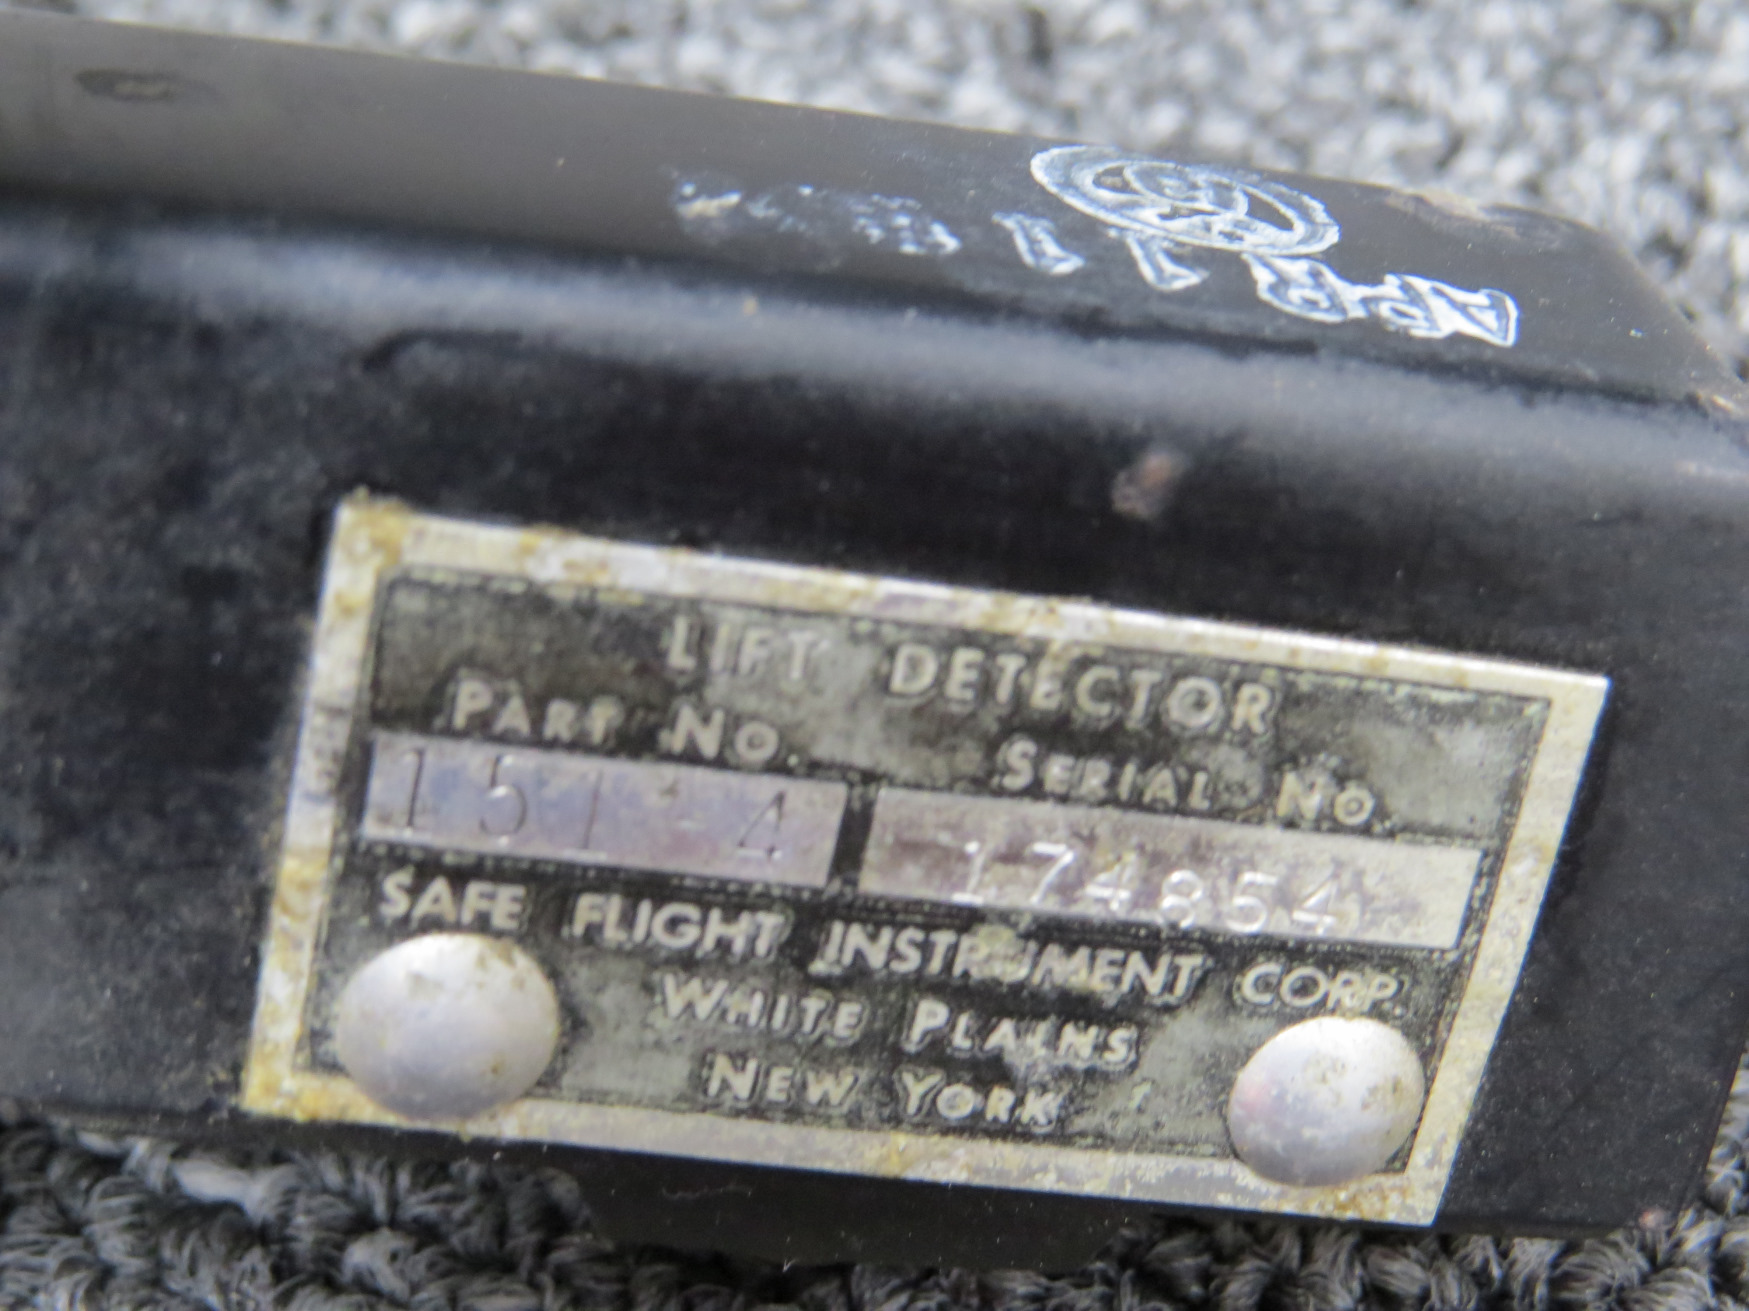 LIFT DETECTOR
PART NO. SERIAL NO.
151-4 174854
SAFE FLIGHT INSTRUMENT CORP.
WHITE PLAINS
NEW YORK